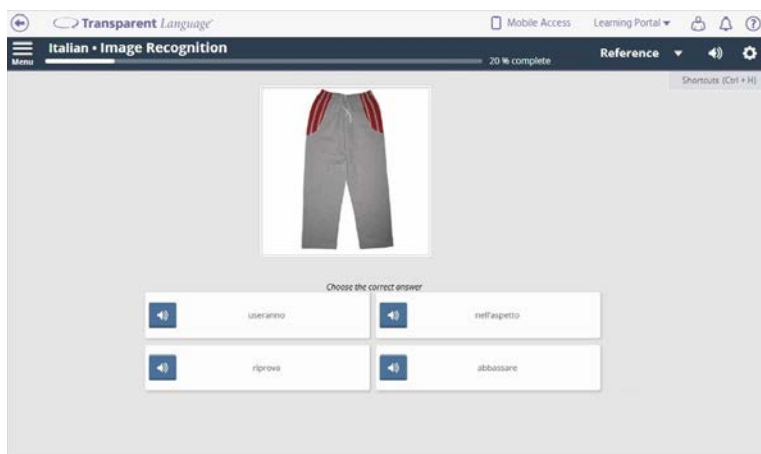 Transparent Language
Mobile Access
Learning Portal
Menu
Italian • Image Recognition
20 % complete
Reference
Shortcuts (Ctrl + H)
Choose the correct answer
useranno
nell'aspetto
riprova
abbassare